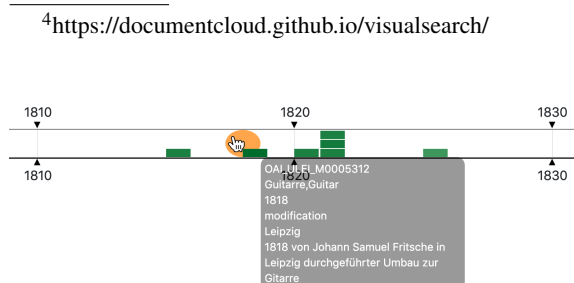 4https://documentcloud.github.io/visualsearch/
1810 1820 1830
1810 1820 1830
OAI_ULEI_M0005312
Guitarre,Guitar
1818
modification
Leipzig
1818 von Johann Samuel Fritsche in
Leipzig durchgeführter Umbau zur
Gitarre